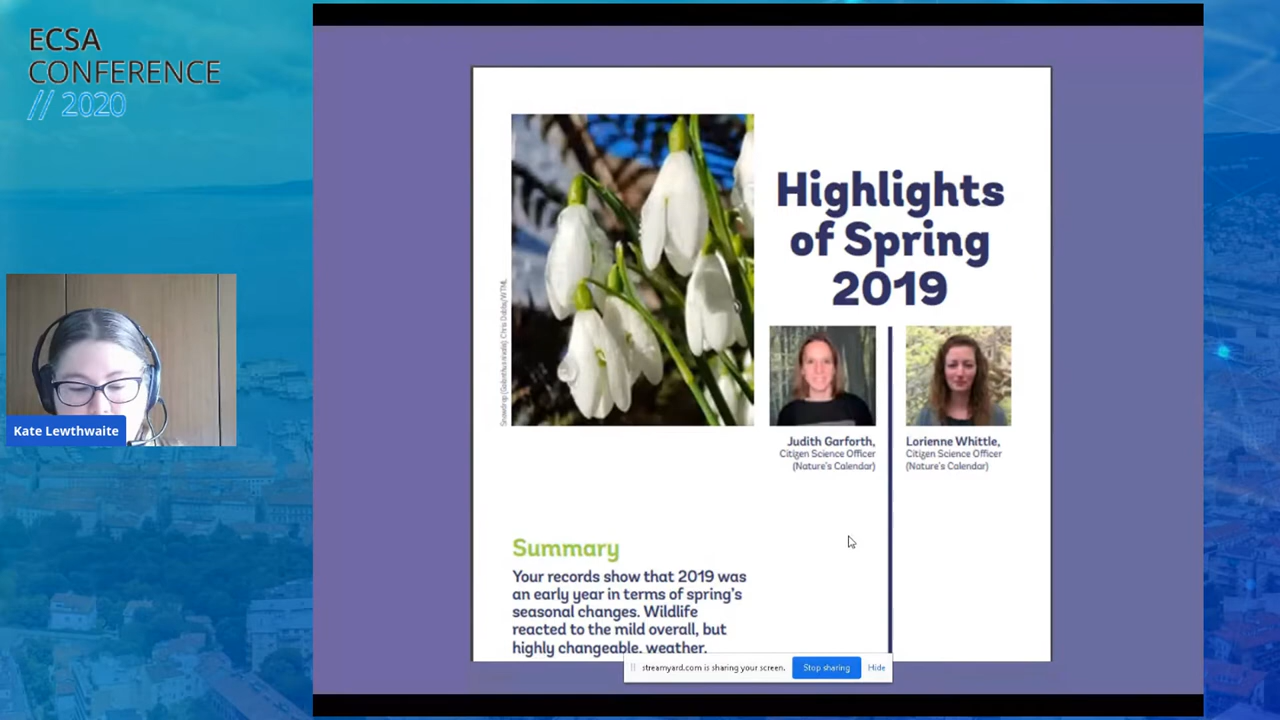 ECSA
CONFERENCE
// 2020
Kate Lewthwaite
Highlights
of Spring
2019
Judith Garforth,
Citizen Science Officer
(Nature's Calendar)
Lorienne Whittle,
Citizen Science Officer
(Nature's Calendar)
Summary
Your records show that 2019 was
an early year in terms of spring's
seasonal changes. Wildlife
reacted to the mild overall, but
highly changeable, weather.
streamyard.com is sharing your screen.
Stop sharing
Hide